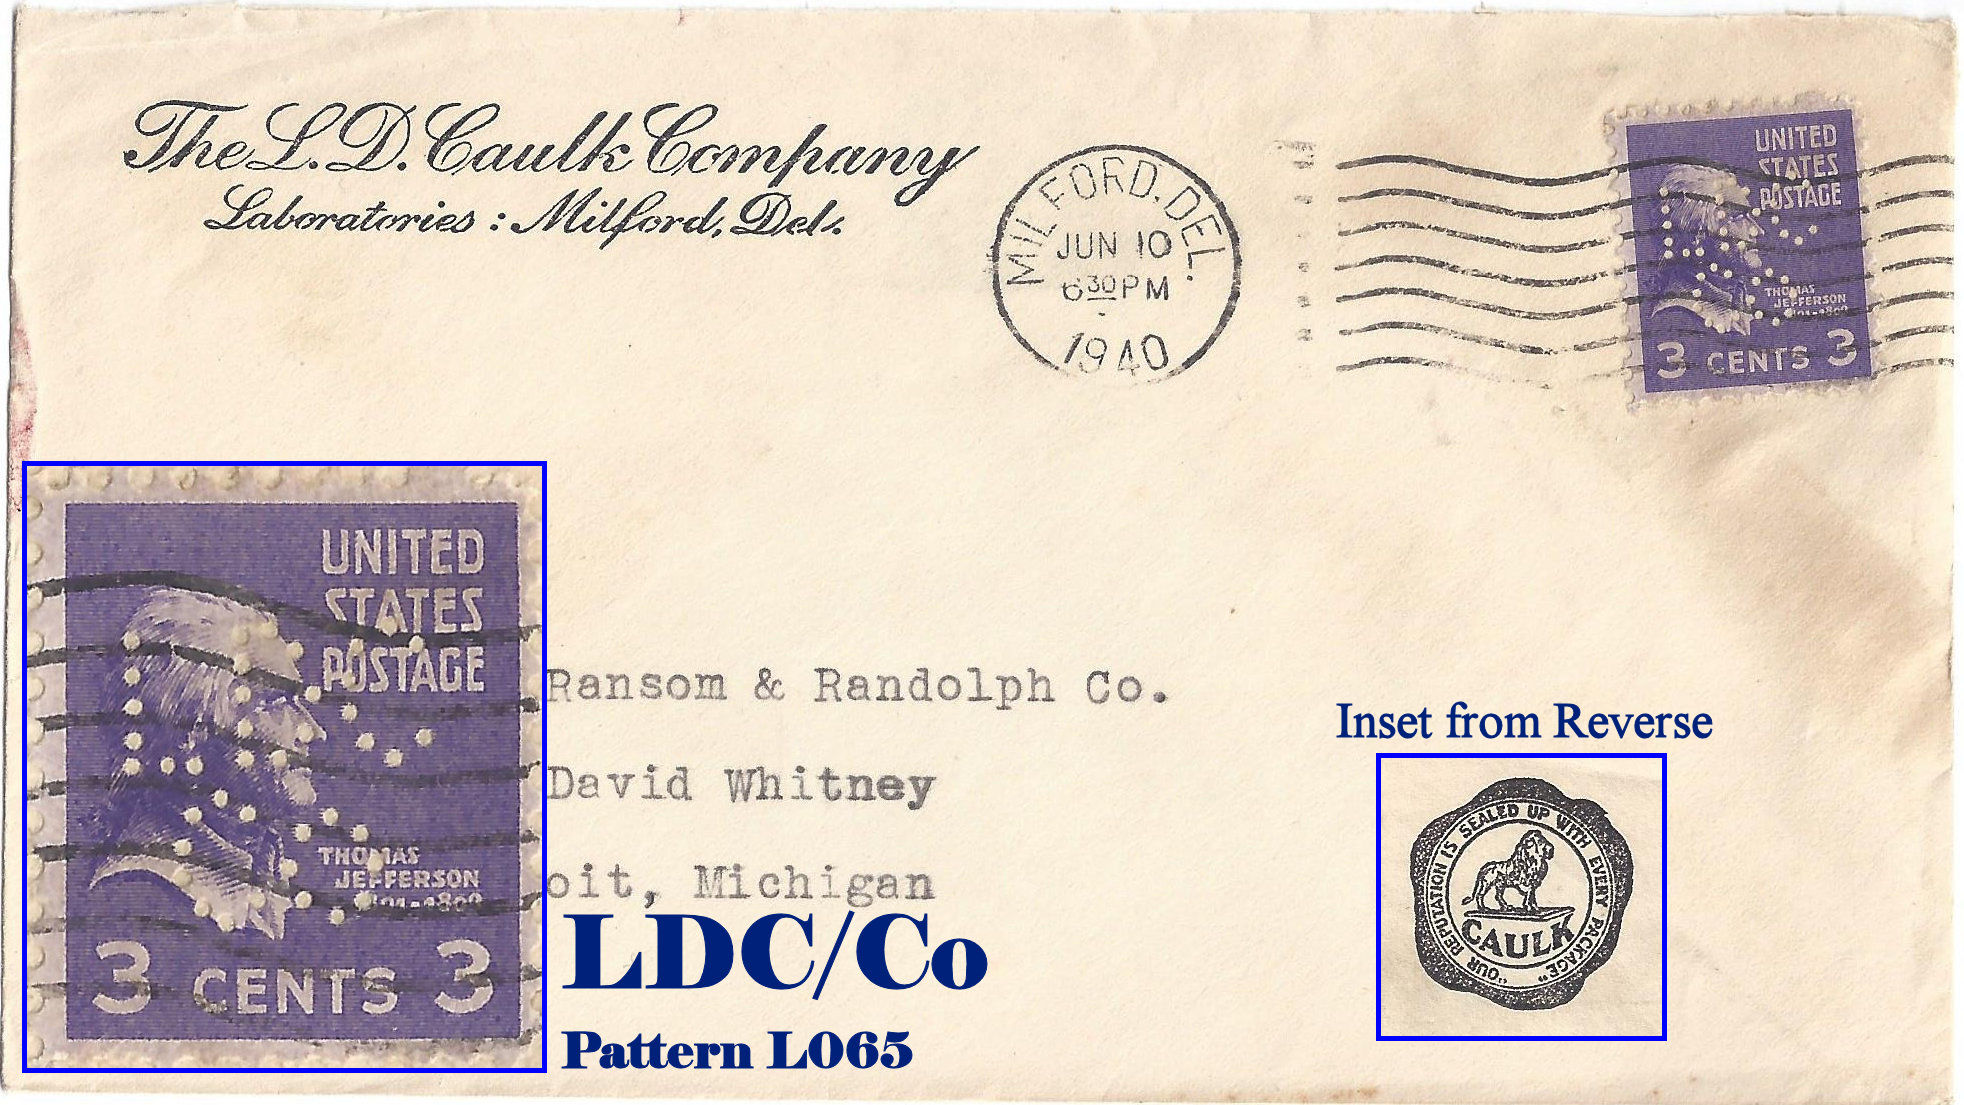 The L. D. Caulk Company
Laboratories : Milford, Del.
MILFORD. DEL.
JUN 10
6 30 PM
1940
UNITED
STATES
POSTAGE
THOMAS
JEFFERSON
3 CENTS 3
UNITED
STATES
POSTAGE
THOMAS
JEFFERSON
3 CENTS 3
Ransom & Randolph Co.
David Whitney
oit, Michigan
LDC/Co
Pattern L065
Inset from Reverse
"OUR REPUTATION IS SEALED UP WITH EVERY PACKAGE"
CAULK